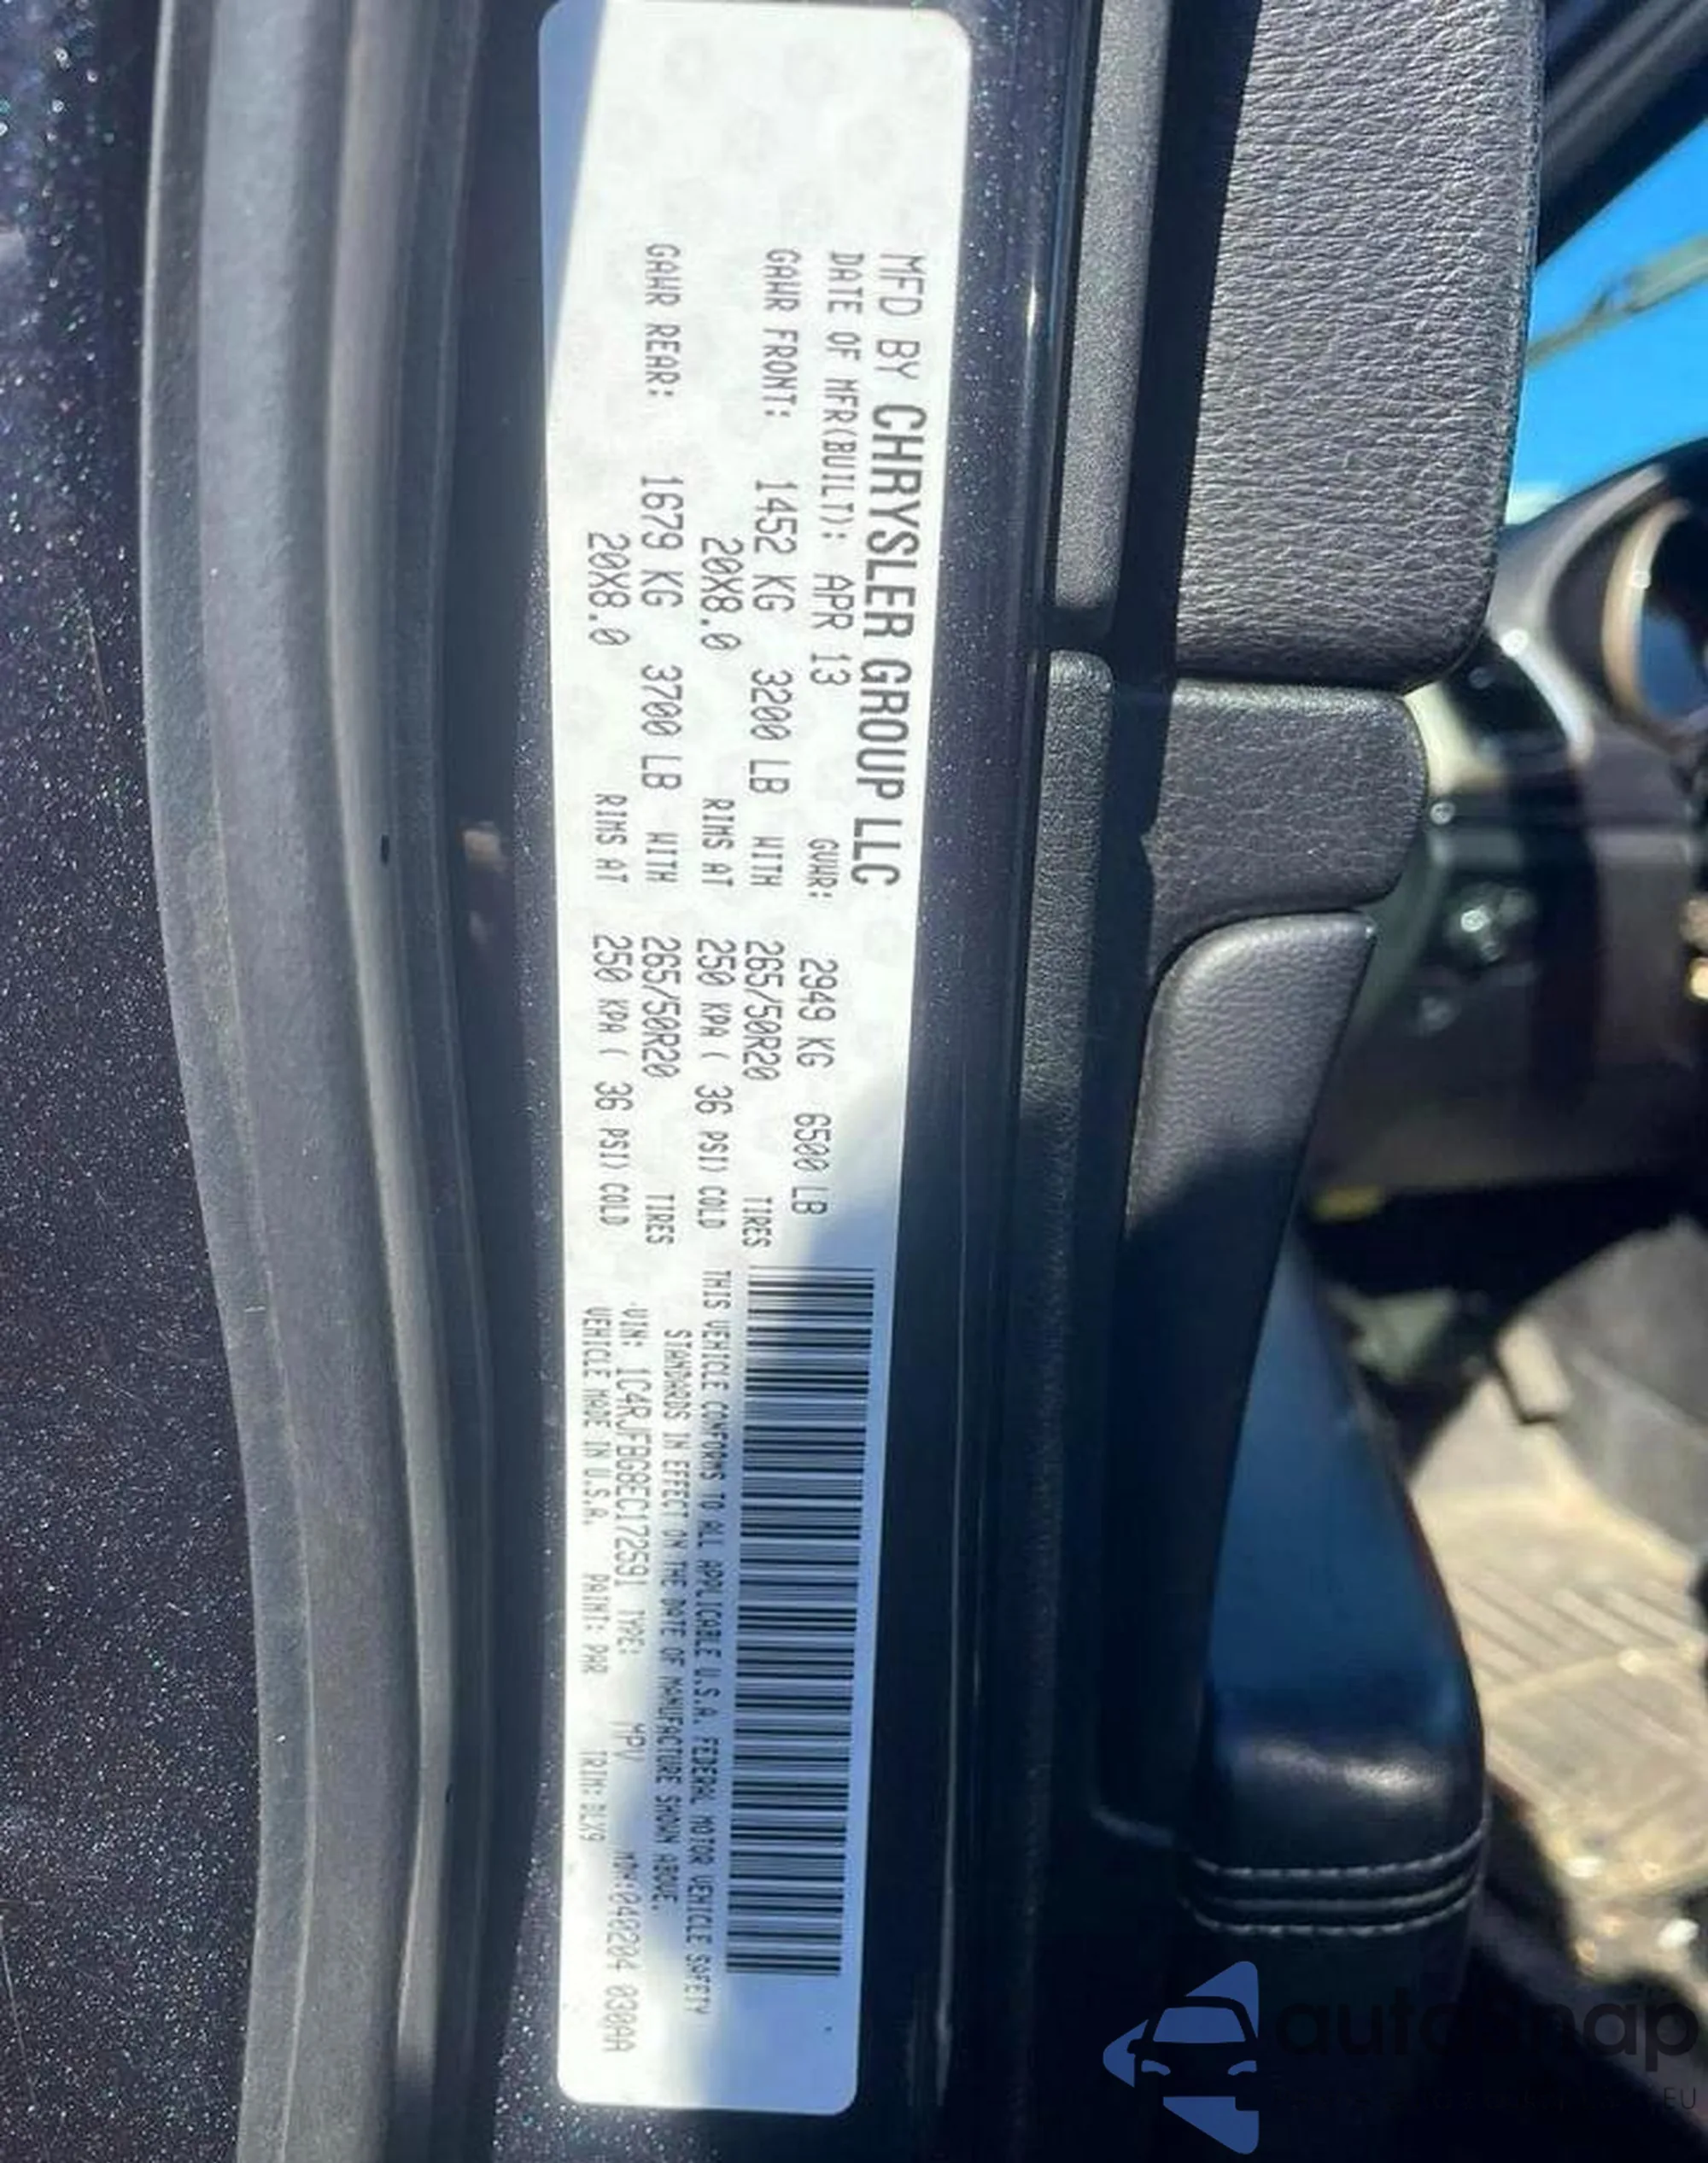 MFD BY CHRYSLER GROUP LLC
DATE OF MFR(BUILT): APR 13 GVWR: 2949 KG 6500 LB
GAWR FRONT: 1452 KG 3200 LB WITH 265/50R20 TIRES
20X8.0 RIMS AT 250 KPA ( 36 PSI) COLD
GAWR REAR: 1679 KG 3700 LB WITH 265/50R20 TIRES
20X8.0 RIMS AT 250 KPA ( 36 PSI) COLD
THIS VEHICLE CONFORMS TO ALL APPLICABLE U.S.A. FEDERAL MOTOR VEHICLE SAFETY
STANDARDS IN EFFECT ON THE DATE OF MANUFACTURE SHOWN ABOVE.
VIN: 1C4RJFBG8EC172591 TYPE: MPV MDH:040204 030AA
VEHICLE MADE IN U.S.A. PAINT: PAR TRIM: DLX9
autosnap